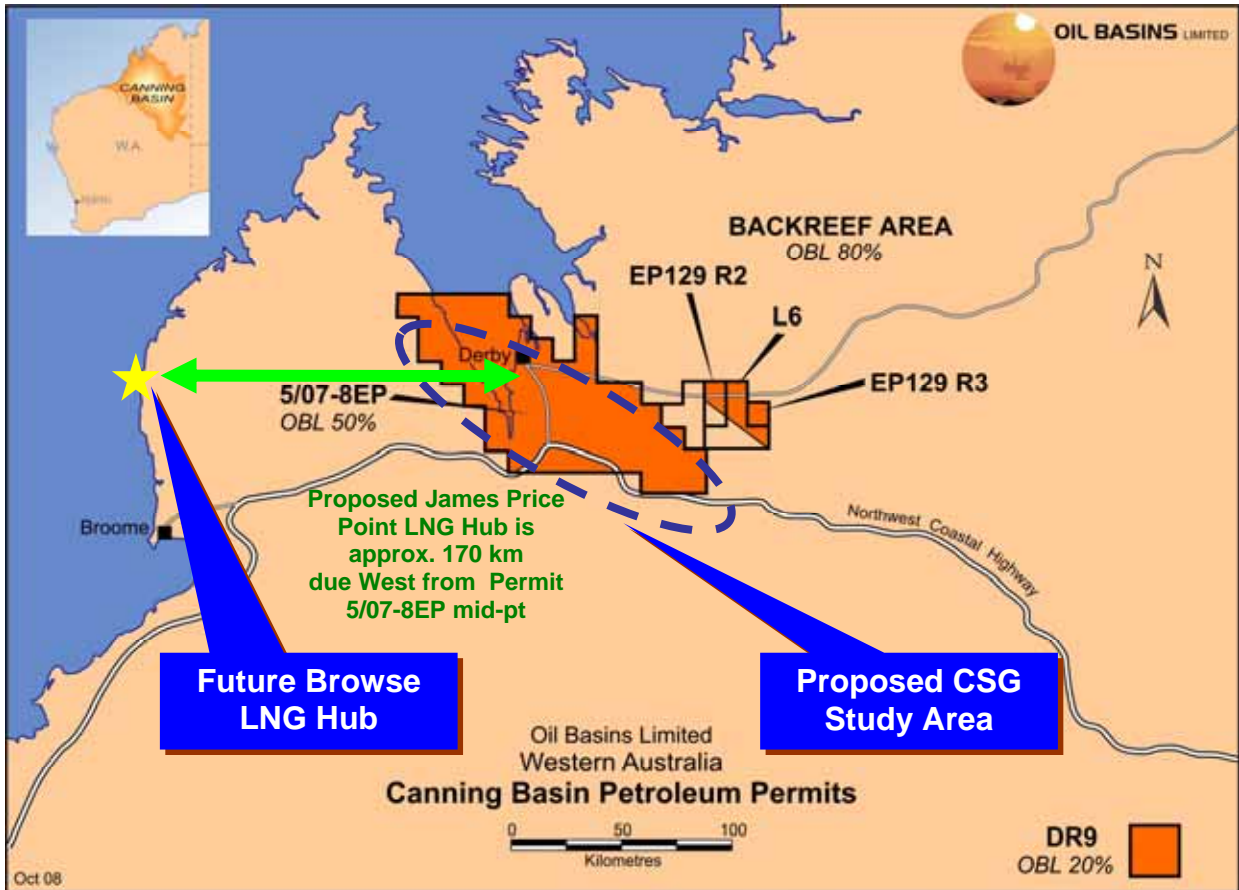 OIL BASINS LIMITED
CANNING
BASIN
W.A.
PERTH
BACKREEF AREA
OBL 80%
EP129 R2
L6
N
EP129 R3
Derby
5/07-8EP
OBL 50%
Proposed James Price
Point LNG Hub is
approx. 170 km
due West from Permit
5/07-8EP mid-pt
Broome
Northwest Coastal Highway
Future Browse
LNG Hub
Proposed CSG
Study Area
Oil Basins Limited
Western Australia
Canning Basin Petroleum Permits
0 50 100
Kilometres
DR9
OBL 20%
Oct 08